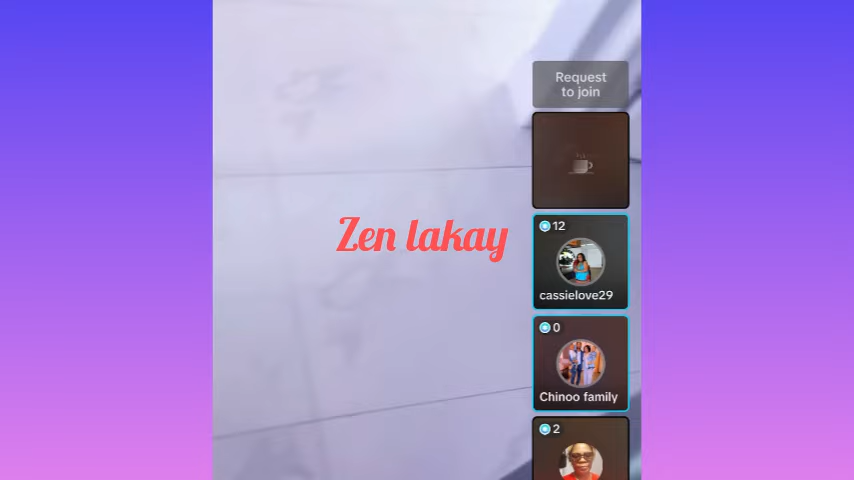 Request
to join
Zen lakay
12
cassielove29
0
Chinoo family
2